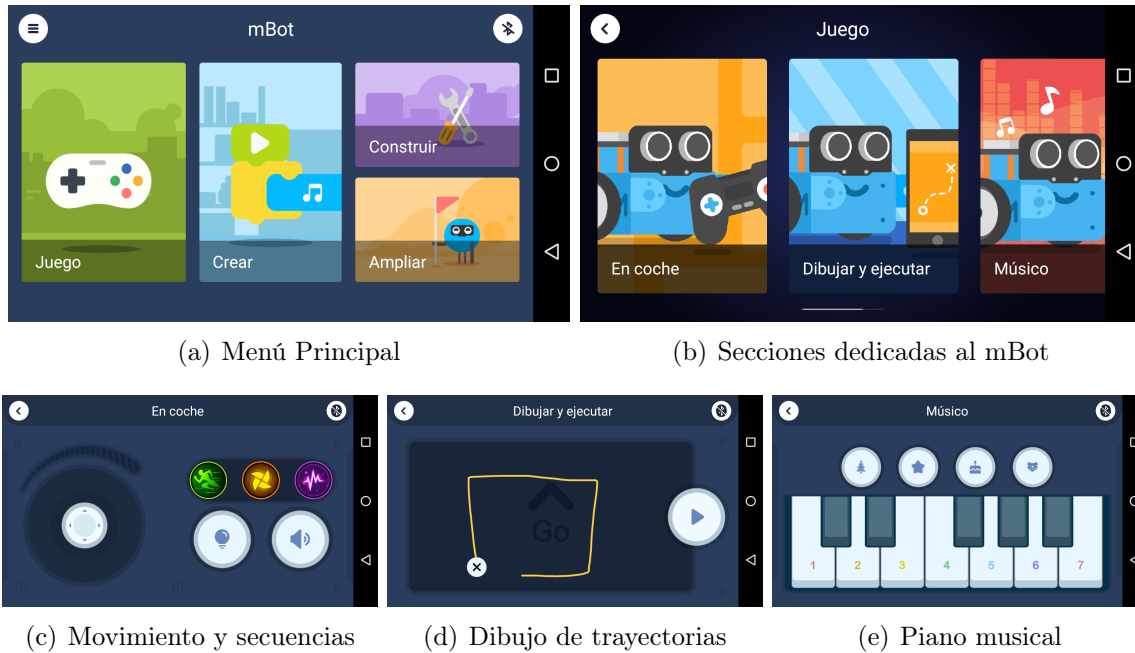 mBot
Juego
Crear
Construir
Ampliar
(a) Menú Principal
Juego
En coche
Dibujar y ejecutar
Músico
(b) Secciones dedicadas al mBot
En coche
(c) Movimiento y secuencias
Dibujar y ejecutar
Go
(d) Dibujo de trayectorias
Músico
1 2 3 4 5 6 7
(e) Piano musical